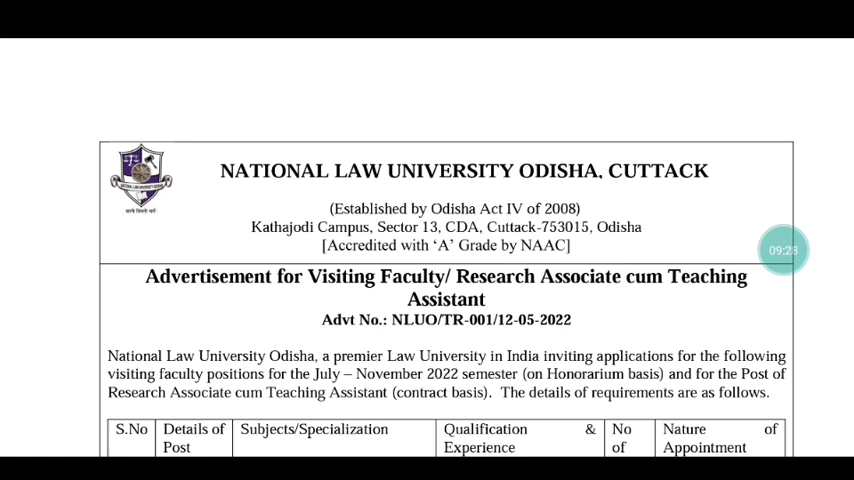 NATIONAL LAW UNIVERSITY ODISHA, CUTTACK
(Established by Odisha Act IV of 2008)
Kathajodi Campus, Sector 13, CDA, Cuttack-753015, Odisha
[Accredited with ‘A’ Grade by NAAC]
09:23
Advertisement for Visiting Faculty/ Research Associate cum Teaching
Assistant
Advt No.: NLUO/TR-001/12-05-2022
National Law University Odisha, a premier Law University in India inviting applications for the following
visiting faculty positions for the July – November 2022 semester (on Honorarium basis) and for the Post of
Research Associate cum Teaching Assistant (contract basis). The details of requirements are as follows.
S.No Details of Subjects/Specialization Qualification & No Nature of
Post Experience of Appointment